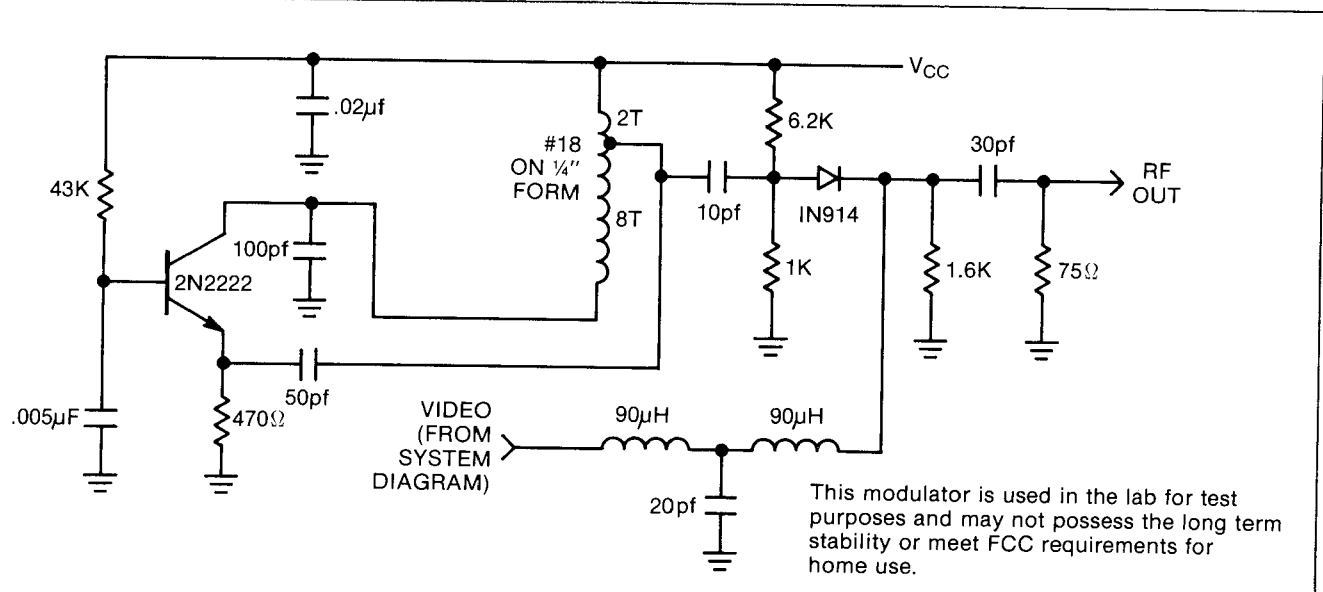 VCC
.02µf
2T
#18
ON ¼"
FORM
8T
6.2K
30pf
RF
OUT
43K
10pf
IN914
100pf
2N2222
1K
1.6K
75Ω
50pf
.005µF
470Ω
VIDEO
(FROM
SYSTEM
DIAGRAM)
90µH
90µH
20pf
This modulator is used in the lab for test
purposes and may not possess the long term
stability or meet FCC requirements for
home use.